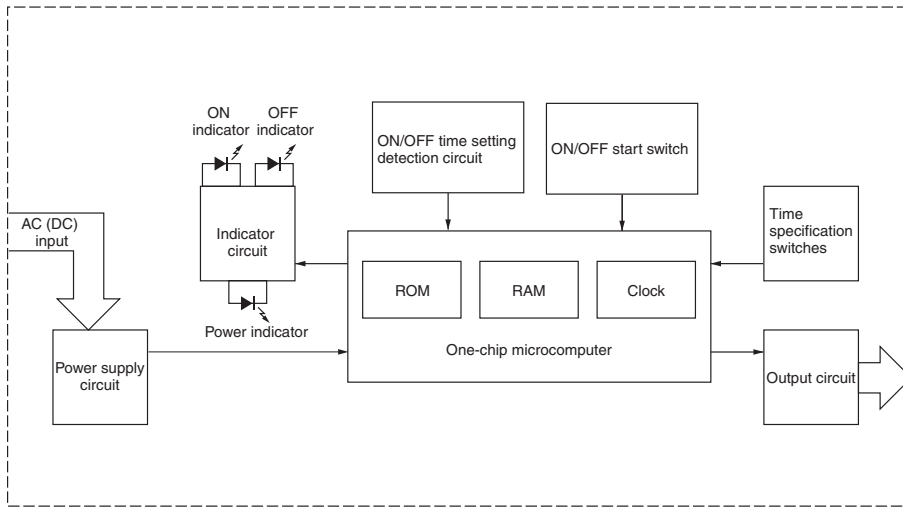 ON
indicator
OFF
indicator
ON/OFF time setting
detection circuit
ON/OFF start switch
AC (DC)
input
Indicator
circuit
Time
specification
switches
ROM
RAM
Clock
Power indicator
One-chip microcomputer
Power supply
circuit
Output circuit